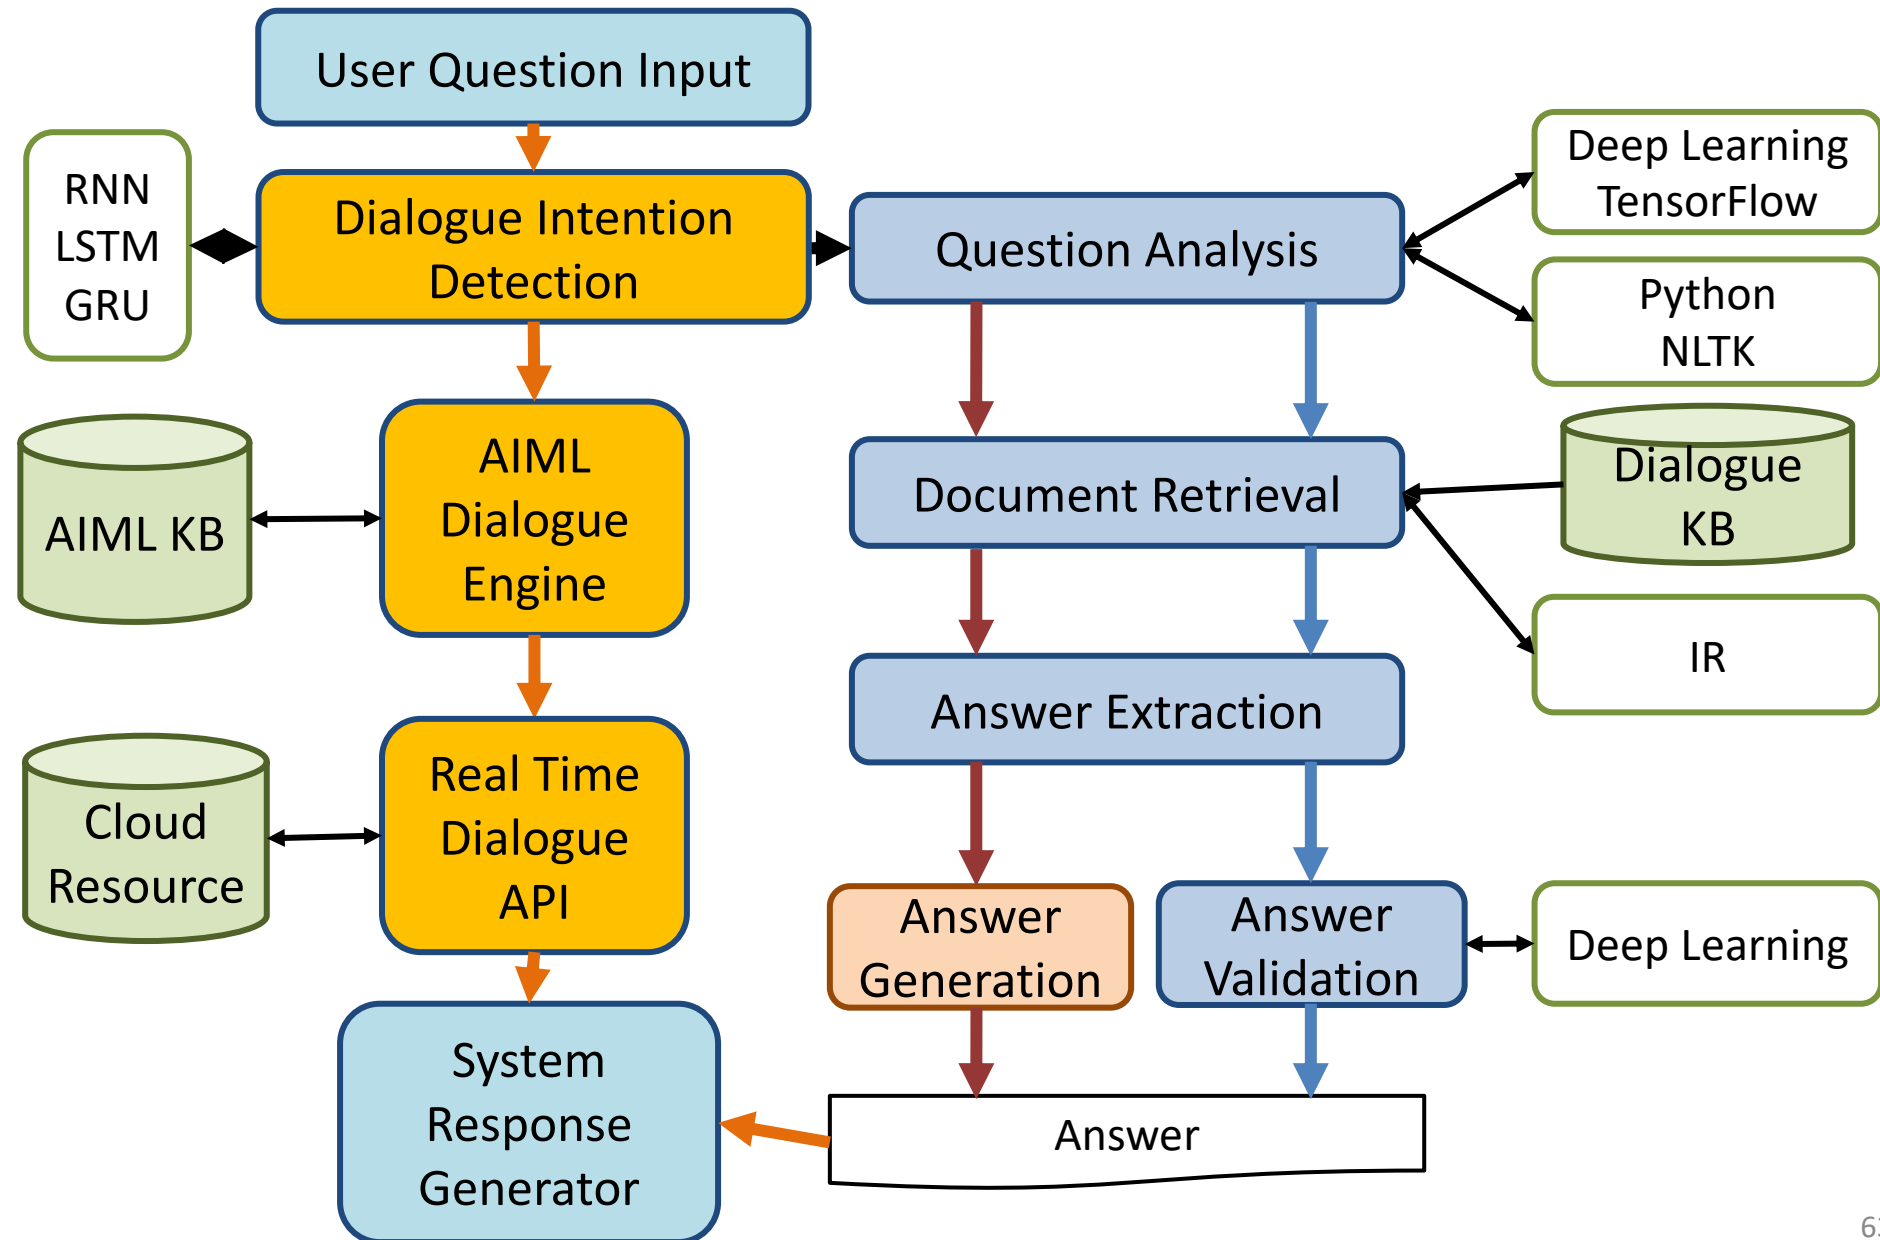 User Question Input
RNN
LSTM
GRU
Dialogue Intention
Detection
Question Analysis
Deep Learning
TensorFlow
Python
NLTK
AIML KB
AIML
Dialogue
Engine
Document Retrieval
Dialogue
KB
IR
Answer Extraction
Cloud
Resource
Real Time
Dialogue
API
Answer
Generation
Answer
Validation
Deep Learning
System
Response
Generator
Answer